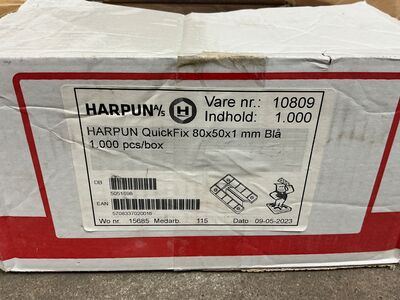 HARPUN A/S H Vare nr.: 10809
Indhold: 1.000
HARPUN QuickFix 80x50x1 mm Blå
1.000 pcs/box
DB
5051098
EAN
5708337020016
Wo nr. 15685 Medarb. 115 Dato 09-05-2023